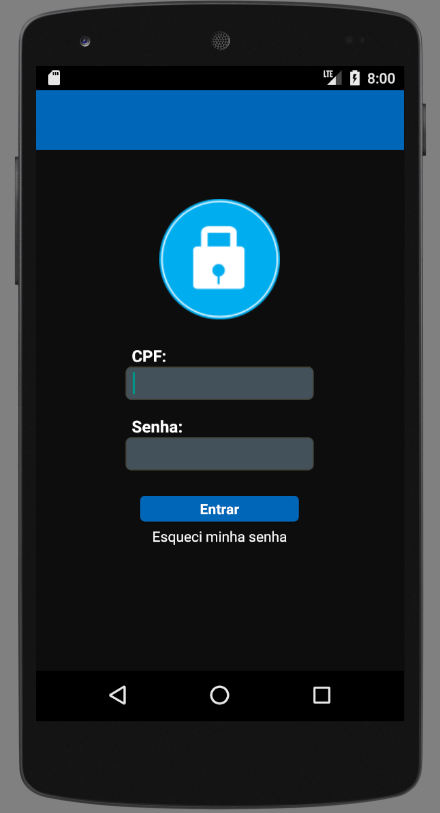 LTE 8:00
CPF:
Senha:
Entrar
Esqueci minha senha